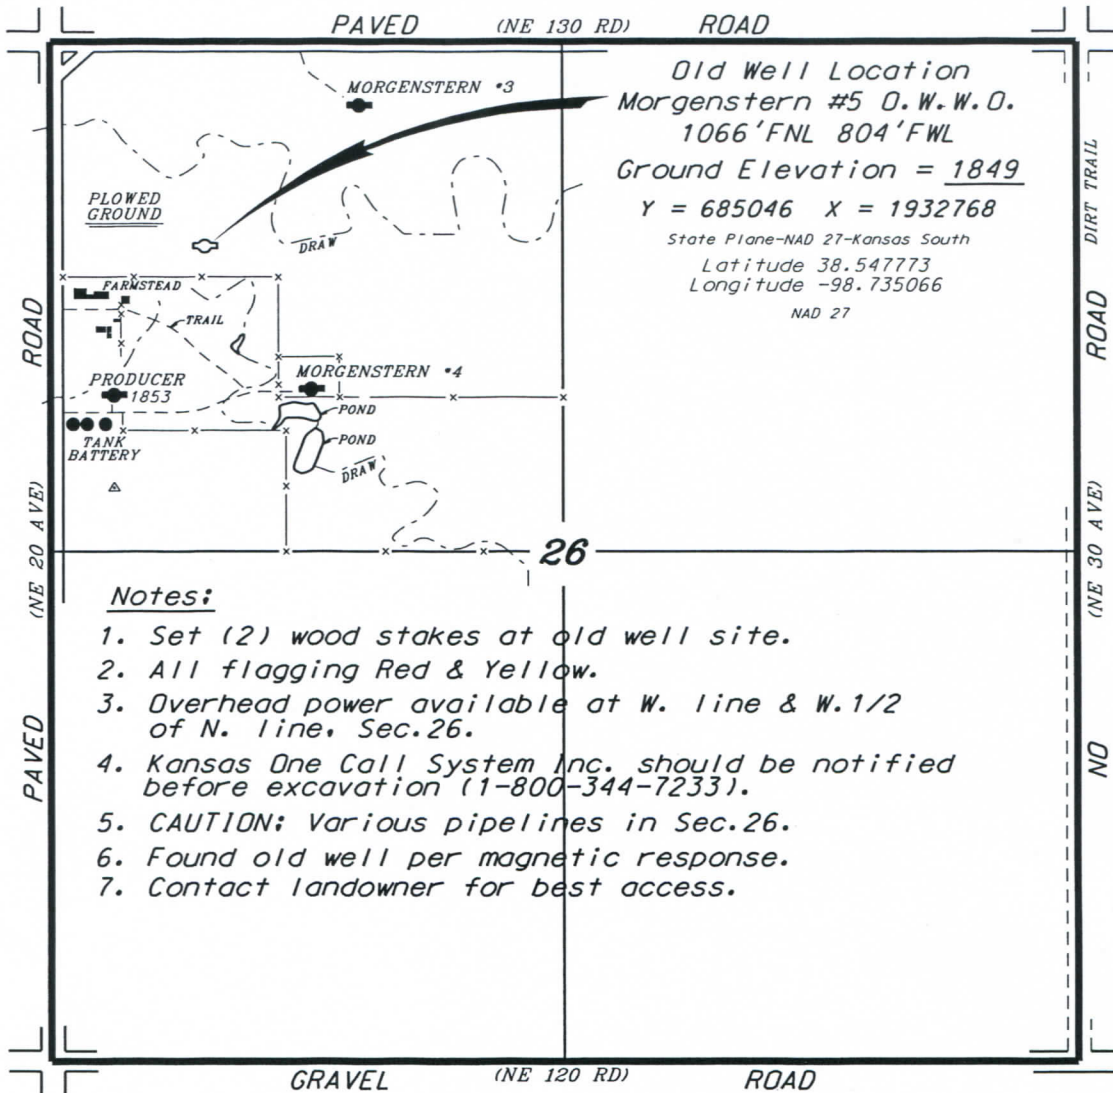 PAVED (NE 130 RD) ROAD
MORGENSTERN #3
Old Well Location
Morgenstern #5 O.W.W.O.
1066'FNL 804'FWL
Ground Elevation = 1849
Y = 685046 X = 1932768
State Plane-NAD 27-Kansas South
Latitude 38.547773
Longitude -98.735066
NAD 27
PLOWED
GROUND
DRAW
FARMSTEAD
TRAIL
PRODUCER
1853
MORGENSTERN #4
POND
POND
TANK
BATTERY
DRAW
26
PAVED (NE 20 AVE) ROAD
DIRT TRAIL
NO (NE 30 AVE) ROAD
Notes:
1. Set (2) wood stakes at old well site.
2. All flagging Red & Yellow.
3. Overhead power available at W. line & W.1/2
of N. line, Sec.26.
4. Kansas One Call System Inc. should be notified
before excavation (1-800-344-7233).
5. CAUTION: Various pipelines in Sec.26.
6. Found old well per magnetic response.
7. Contact landowner for best access.
GRAVEL (NE 120 RD) ROAD